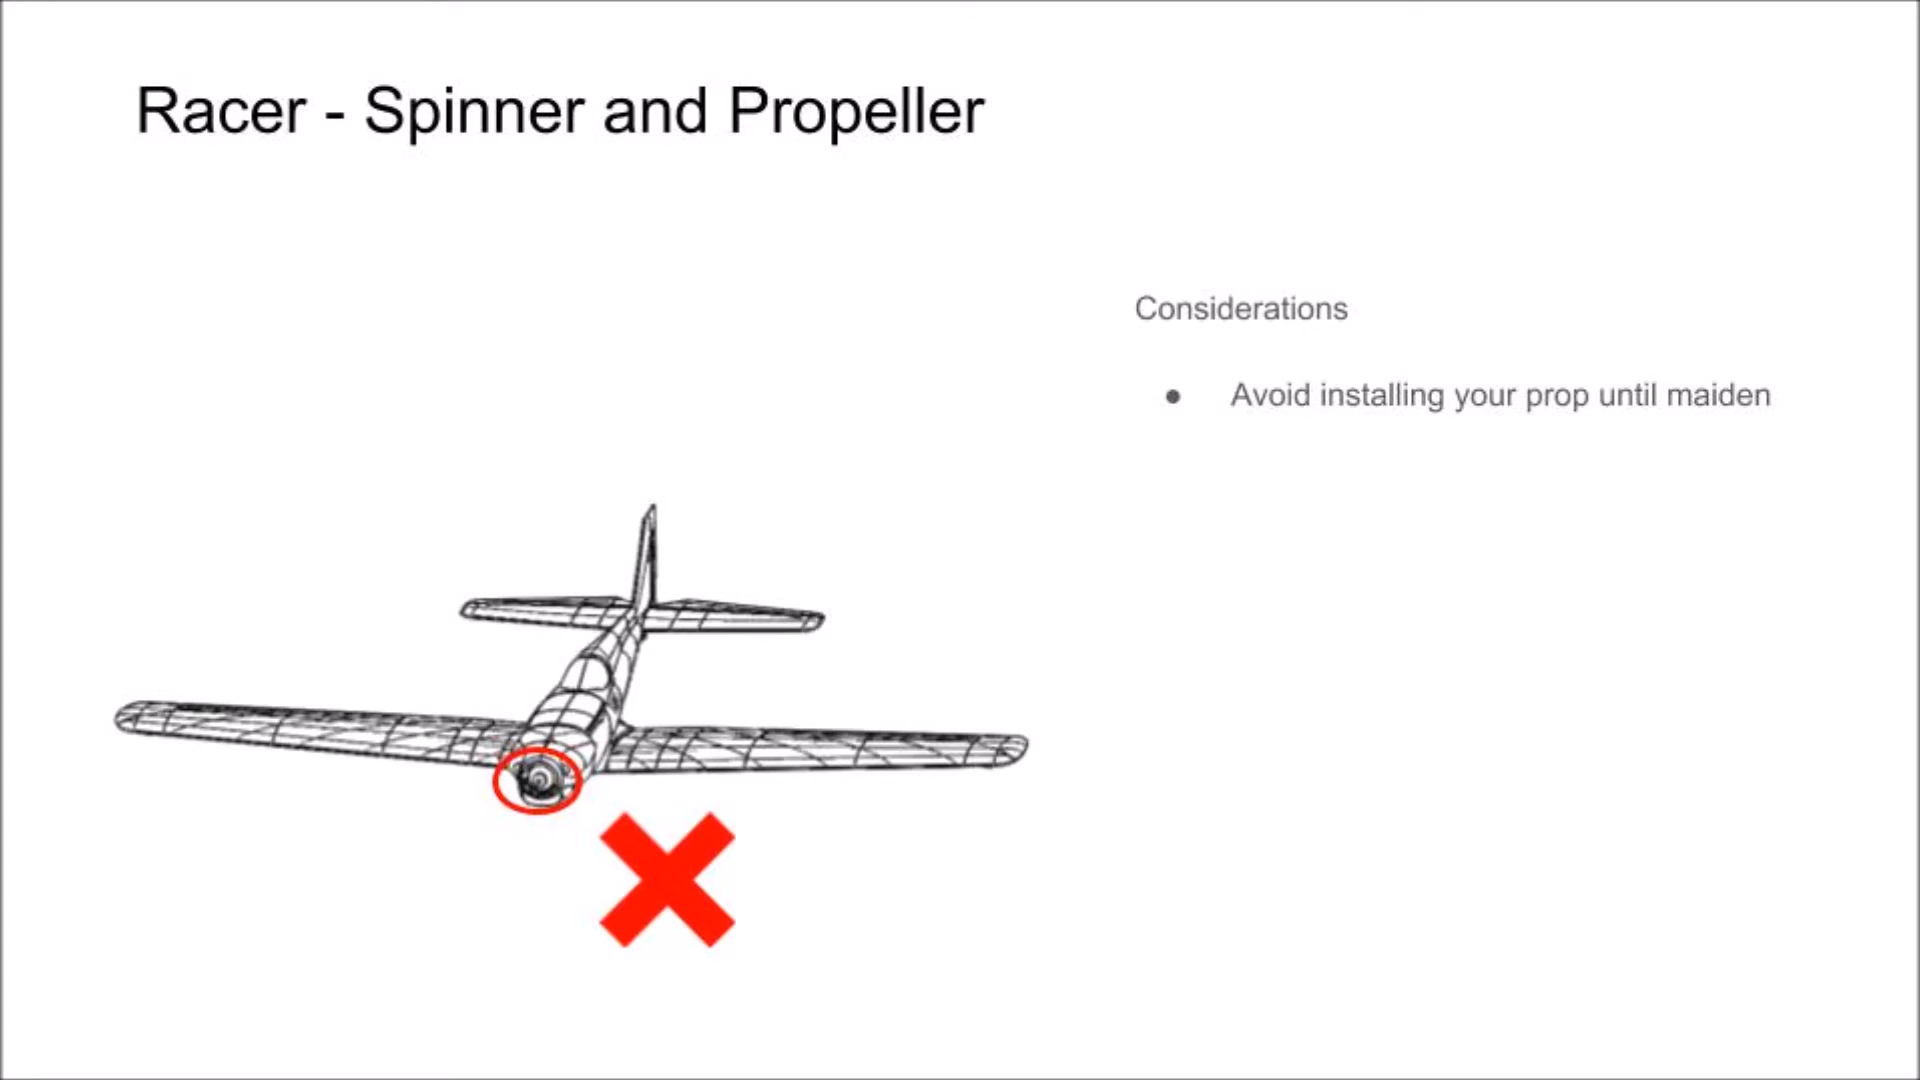 Racer - Spinner and Propeller
Considerations
● Avoid installing your prop until maiden